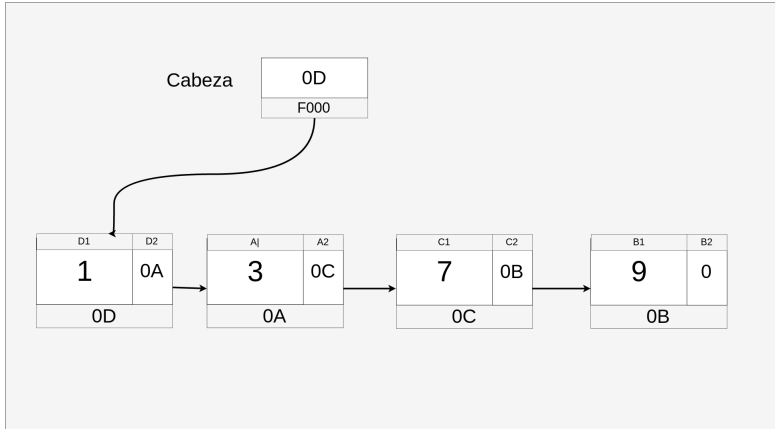 Cabeza
0D
F000
D1 D2
1 0A
0D
A| A2
3 0C
0A
C1 C2
7 0B
0C
B1 B2
9 0
0B